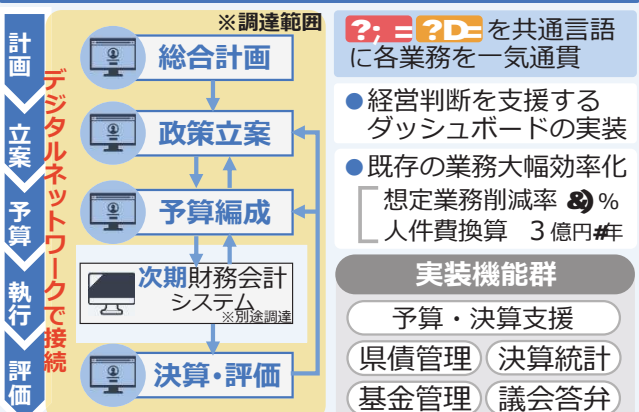 ※調達範囲
計画
立案
予算
執行
評価
デジタルネットワークで接続
総合計画
政策立案
予算編成
次期財務会計
システム
※別途調達
決算・評価
を共通言語
に各業務を一気通貫
●経営判断を支援する
ダッシュボードの実装
●既存の業務大幅効率化
想定業務削減率 %
人件費換算 3億円 年
実装機能群
予算・決算支援
県債管理 決算統計
基金管理 議会答弁